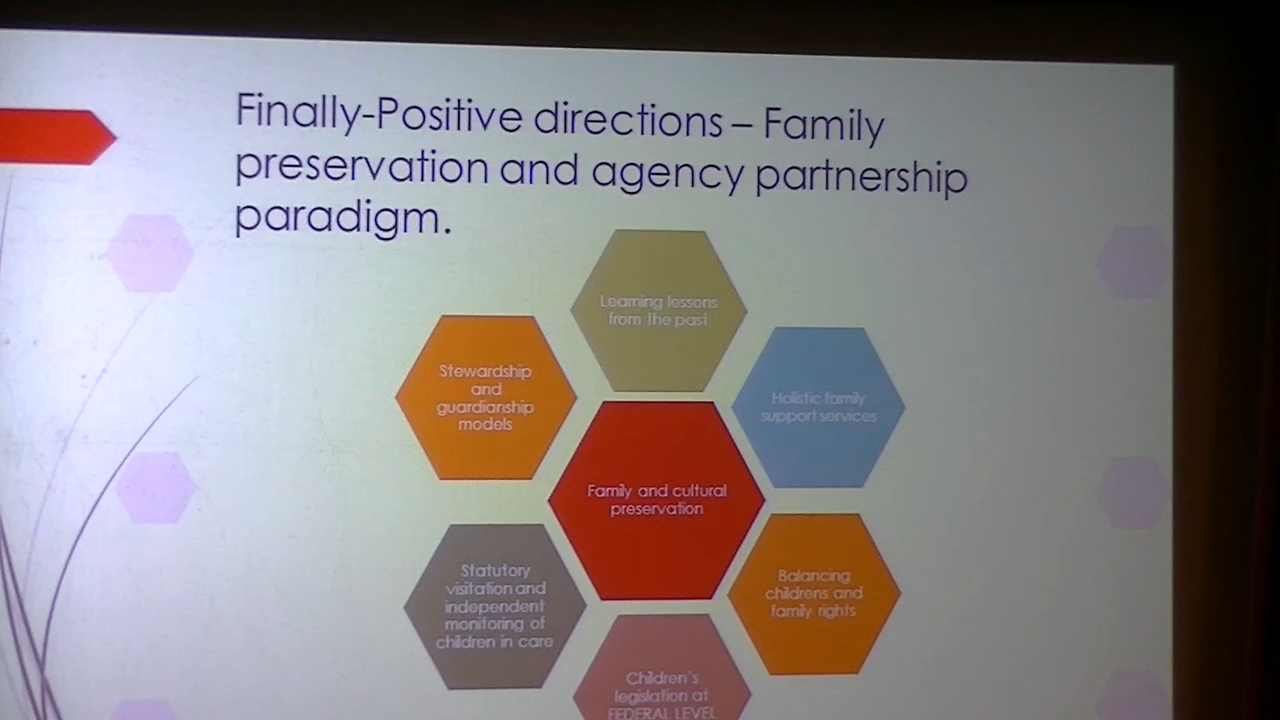 Finally-Positive directions – Family
preservation and agency partnership
paradigm.
Learning lessons
from the past
Stewardship
and
guardianship
models
Holistic family
support services
Family and cultural
preservation
Statutory
visitation and
independent
monitoring of
children in care
Balancing
childrens and
family rights
Children's
legislation at
FEDERAL LEVEL